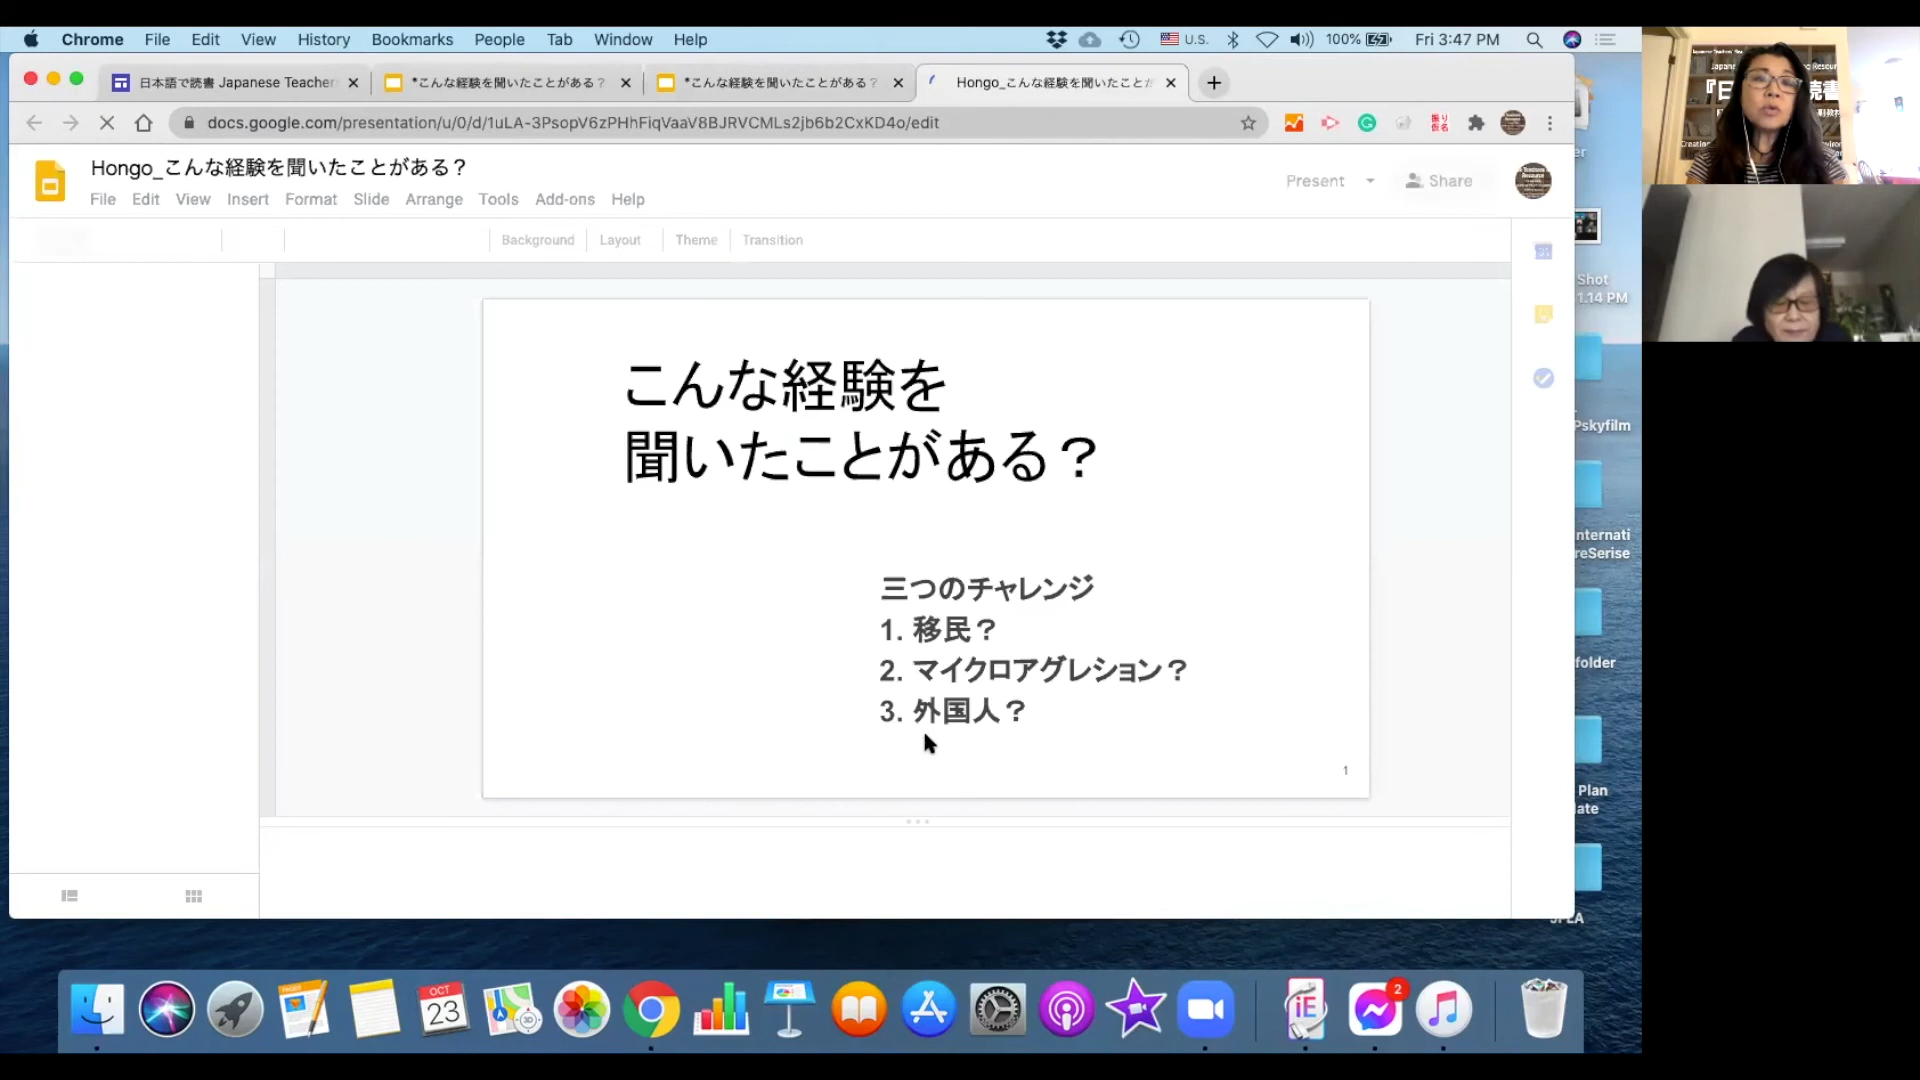 Chrome File Edit View History Bookmarks People Tab Window Help U.S. 100% Fri 3:47 PM
日本語で読書 Japanese Teacher
*こんな経験を聞いたことがある？
*こんな経験を聞いたことがある？
Hongo_こんな経験を聞いたことが
docs.google.com/presentation/u/0/d/1uLA-3PsopV6zPHhFiqVaaV8BJRVCMLs2jb6b2CxKD4o/edit
振り
仮名
Hongo_こんな経験を聞いたことがある？
Present Share
File Edit View Insert Format Slide Arrange Tools Add-ons Help
Background Layout Theme Transition
こんな経験を
聞いたことがある？
三つのチャレンジ
1. 移民？
2. マイクロアグレション？
3. 外国人？
1
Shot
1.14 PM
Pskyfilm
nternati
reSerise
folder
Plan
ate
PAGES
OCT
23
3D
iE
2